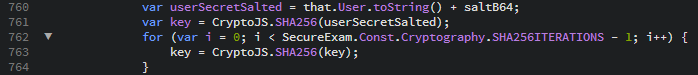 760 var userSecretSalted = that.User.toString() + saltB64;
761 var key = CryptoJS.SHA256(userSecretSalted);
762 for (var i = 0; i < SecureExam.Const.Cryptography.SHA256ITERATIONS - 1; i++) {
763 key = CryptoJS.SHA256(key);
764 }